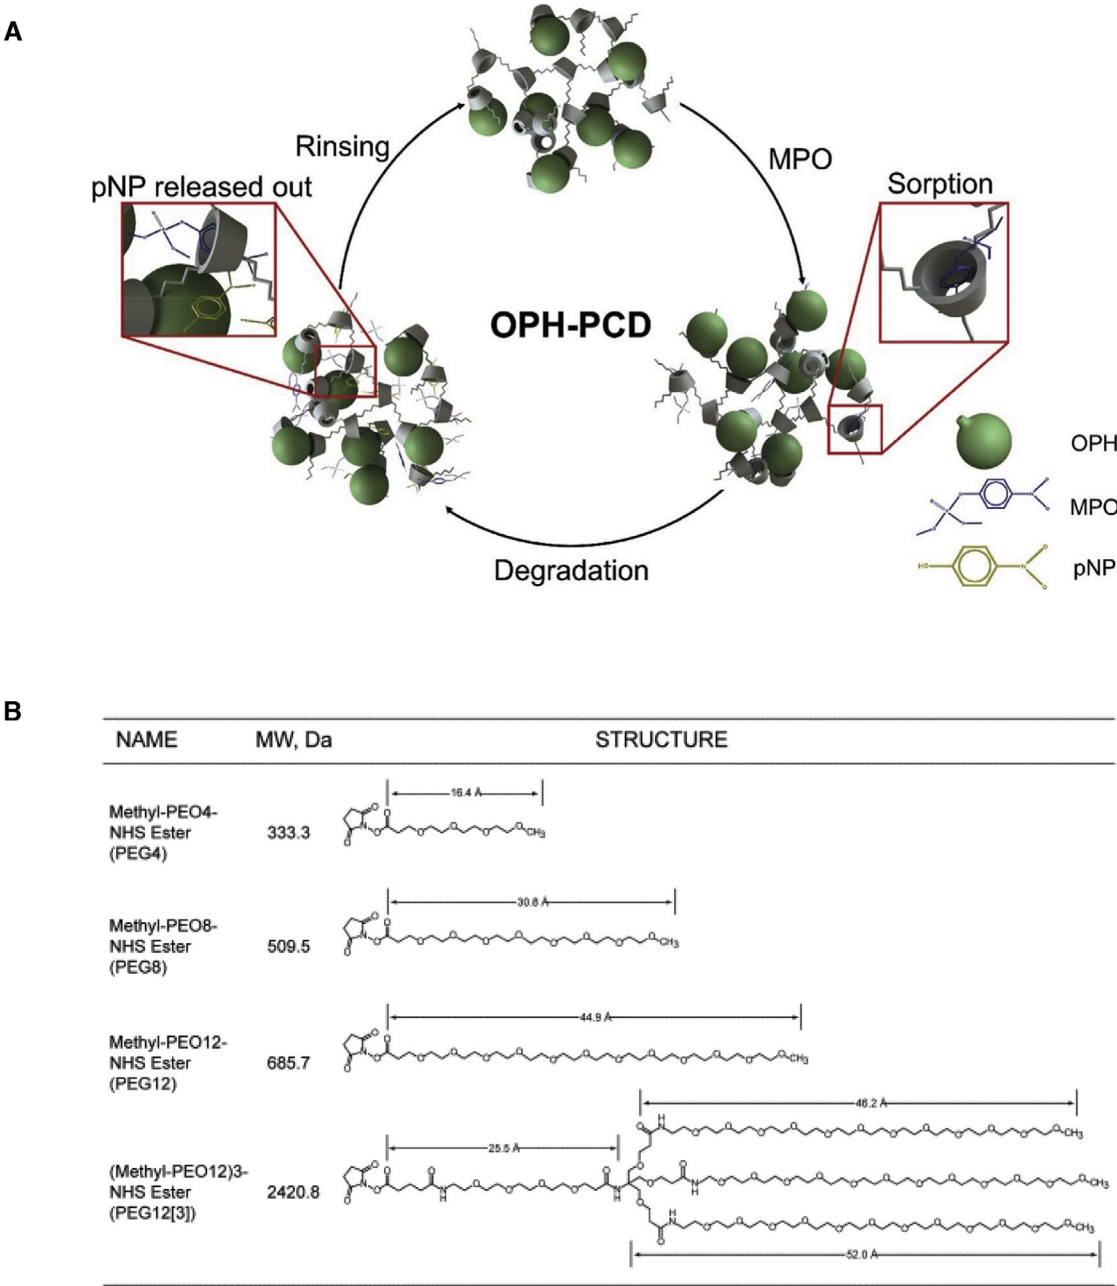 A
Rinsing
MPO
pNP released out
Sorption
OPH-PCD
OPH
MPO
pNP
Degradation
B
NAME MW, Da STRUCTURE
16.4 Å
Methyl-PEO4-
NHS Ester
(PEG4)
333.3
CH3
30.8 Å
Methyl-PEO8-
NHS Ester
(PEG8)
509.5
CH3
44.9 Å
Methyl-PEO12-
NHS Ester
(PEG12)
685.7
CH3
46.2 Å
25.5 Å
(Methyl-PEO12)3-
NHS Ester
(PEG12[3])
2420.8
CH3
CH3
CH3
52.0 Å